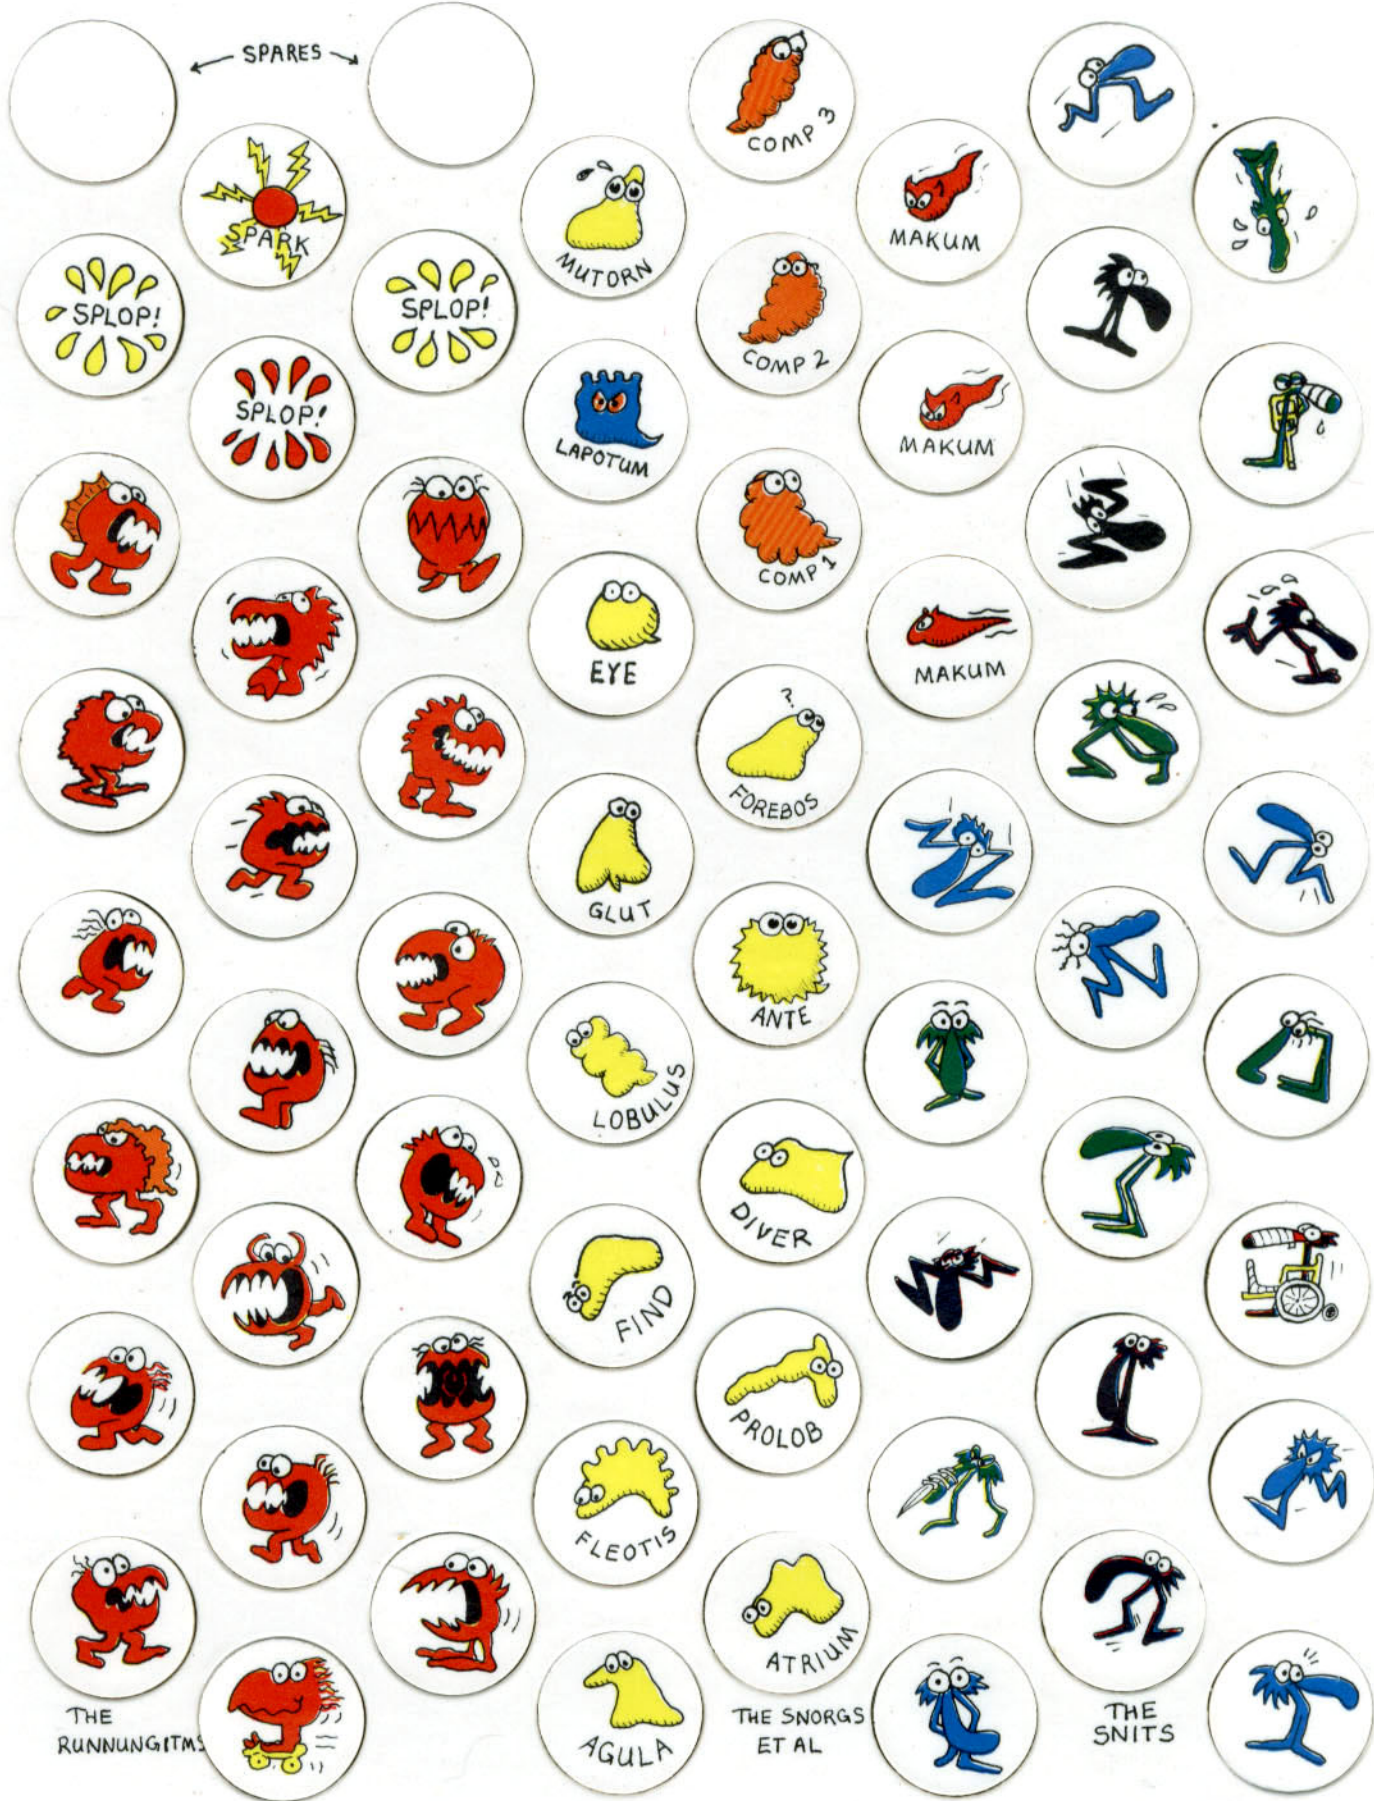 ← SPARES →
COMP 3
SPARK
MUTORN
MAKUM
SPLOP!
SPLOP!
COMP 2
SPLOP!
LAPOTUM
MAKUM
COMP 1
EYE
MAKUM
?
FOREBOS
GLUT
ANTE
LOBULUS
DIVER
FIND
PROLOB
FLEOTIS
ATRIUM
AGULA
THE
RUNNUNGITMS
THE SNORGS
ET AL
THE
SNITS